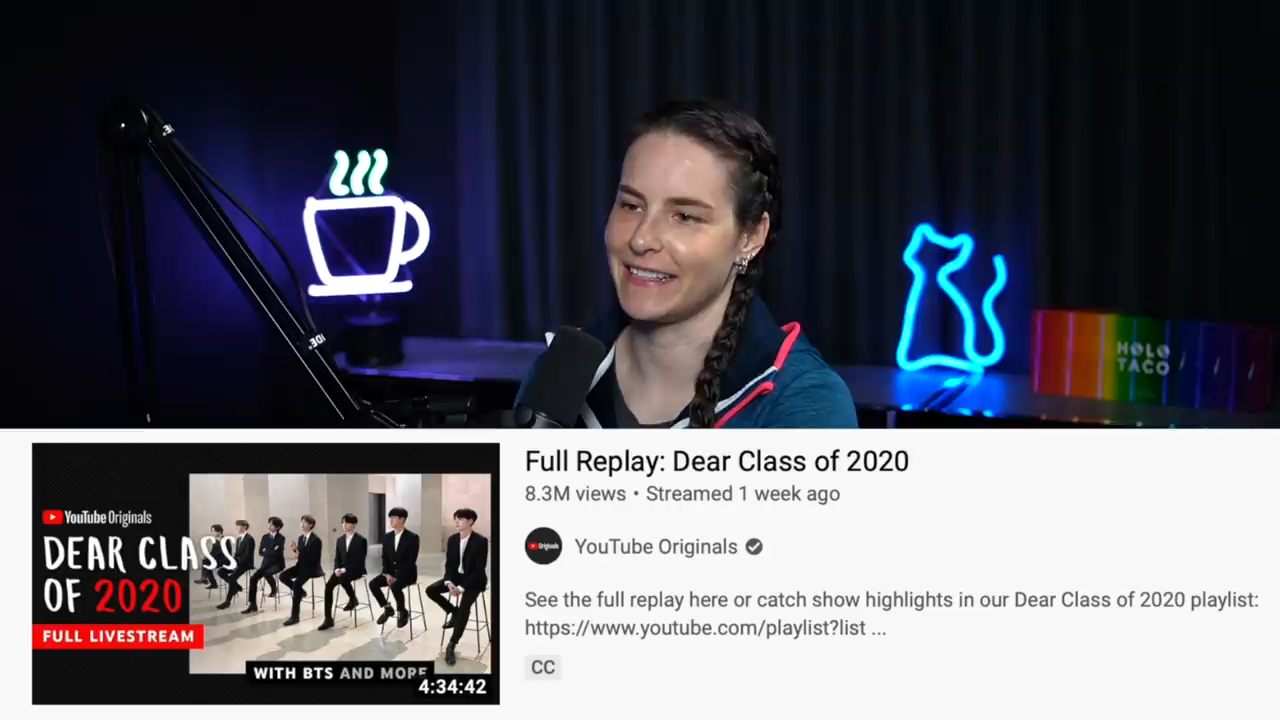 HOLO
TACO
YouTube Originals
DEAR CLASS
OF 2020
FULL LIVESTREAM
WITH BTS AND MORE
4:34:42
Full Replay: Dear Class of 2020
8.3M views • Streamed 1 week ago
Originals
YouTube Originals
See the full replay here or catch show highlights in our Dear Class of 2020 playlist:
https://www.youtube.com/playlist?list ...
CC